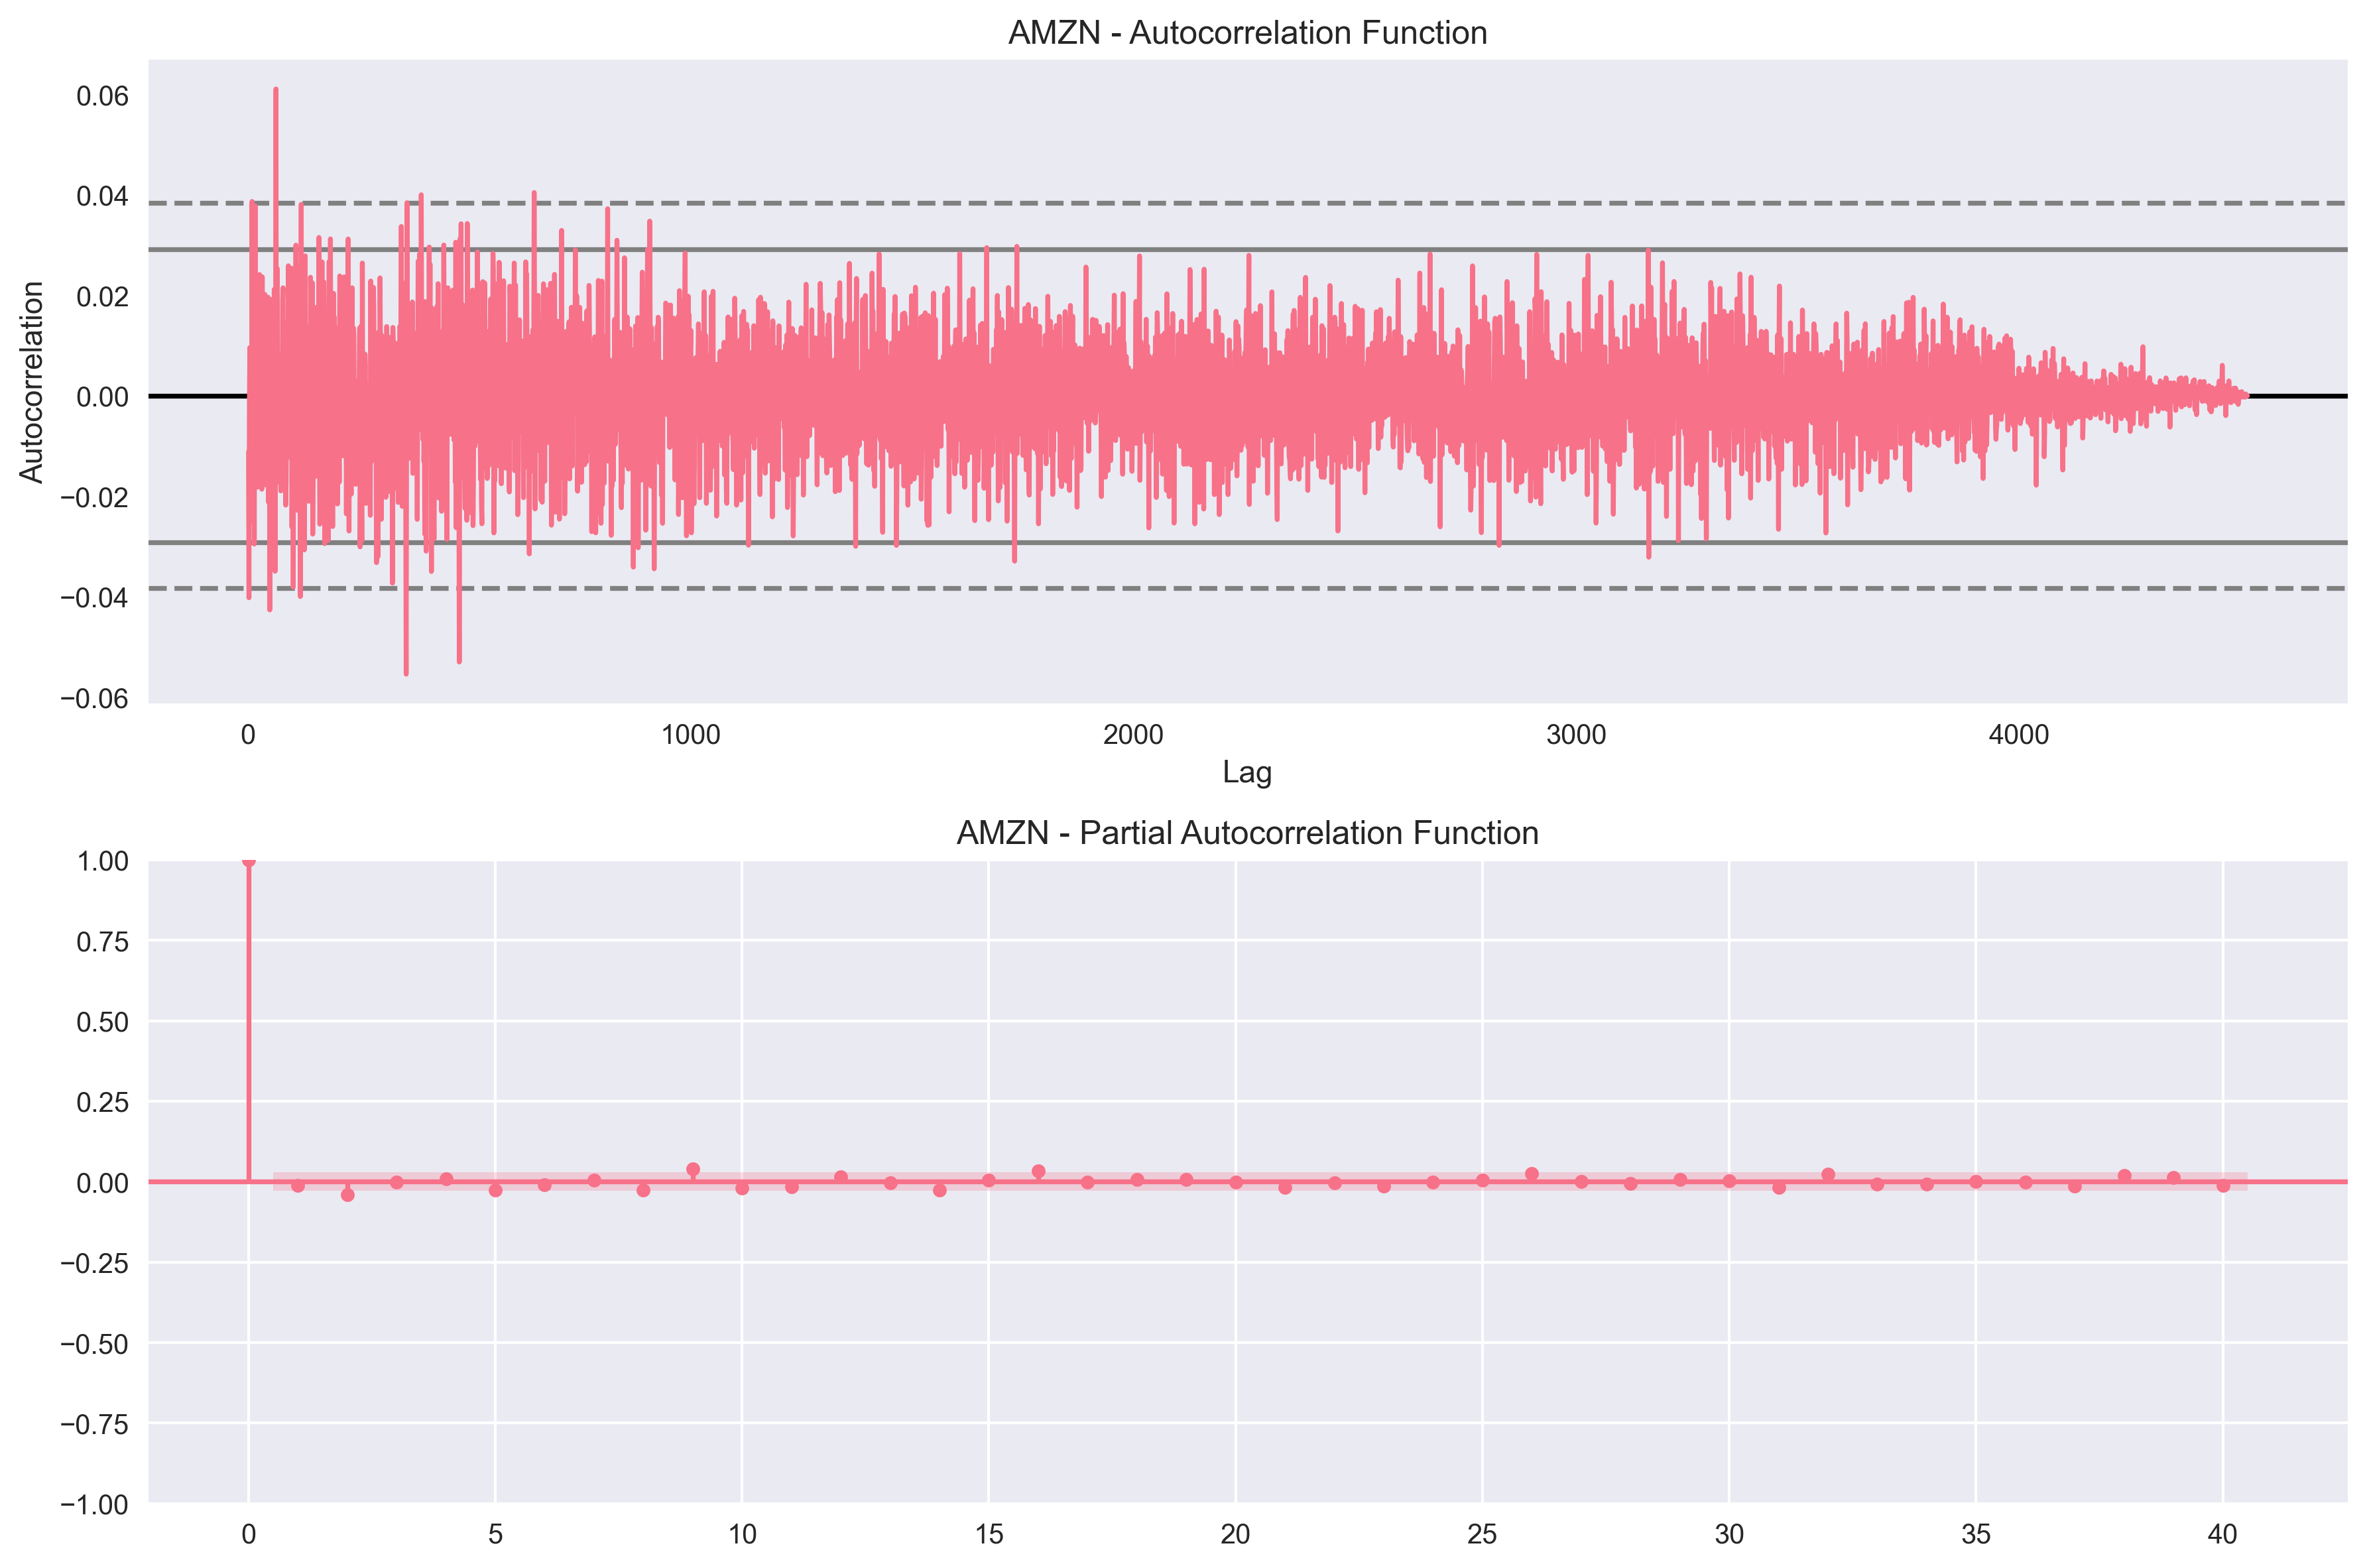 AMZN - Autocorrelation Function
0.06
0.04
0.02
0.00
−0.02
−0.04
−0.06
Autocorrelation
0 1000 2000 3000 4000
Lag
AMZN - Partial Autocorrelation Function
1.00
0.75
0.50
0.25
0.00
−0.25
−0.50
−0.75
−1.00
0 5 10 15 20 25 30 35 40